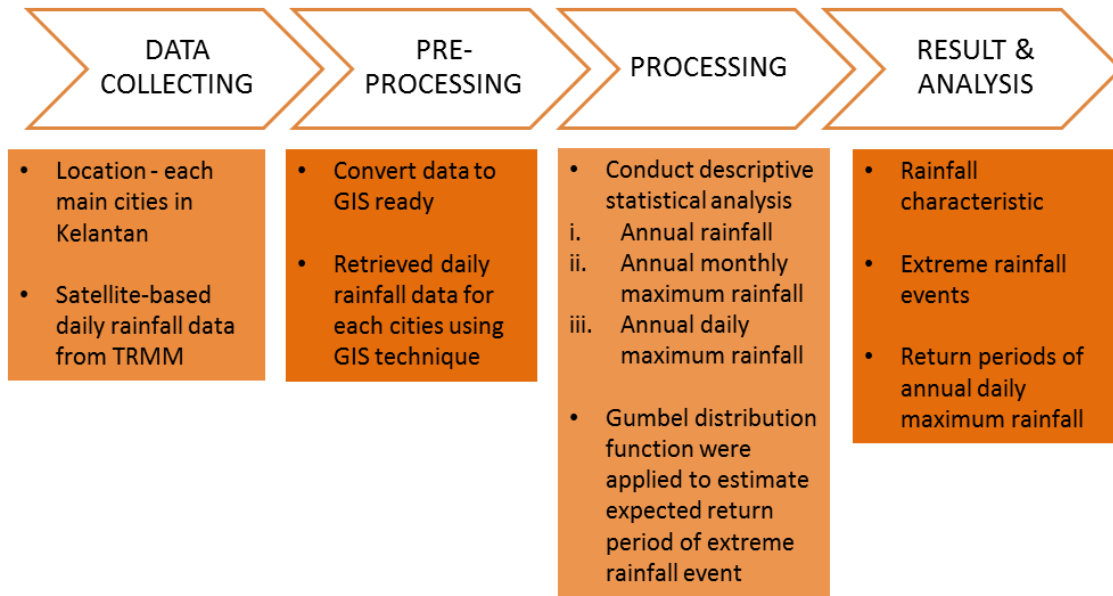 DATA
COLLECTING
PRE-
PROCESSING
PROCESSING
RESULT &
ANALYSIS
• Location - each
main cities in
Kelantan
• Satellite-based
daily rainfall data
from TRMM
• Convert data to
GIS ready
• Retrieved daily
rainfall data for
each cities using
GIS technique
• Conduct descriptive
statistical analysis
i. Annual rainfall
ii. Annual monthly
maximum rainfall
iii. Annual daily
maximum rainfall
• Gumbel distribution
function were
applied to estimate
expected return
period of extreme
rainfall event
• Rainfall
characteristic
• Extreme rainfall
events
• Return periods of
annual daily
maximum rainfall